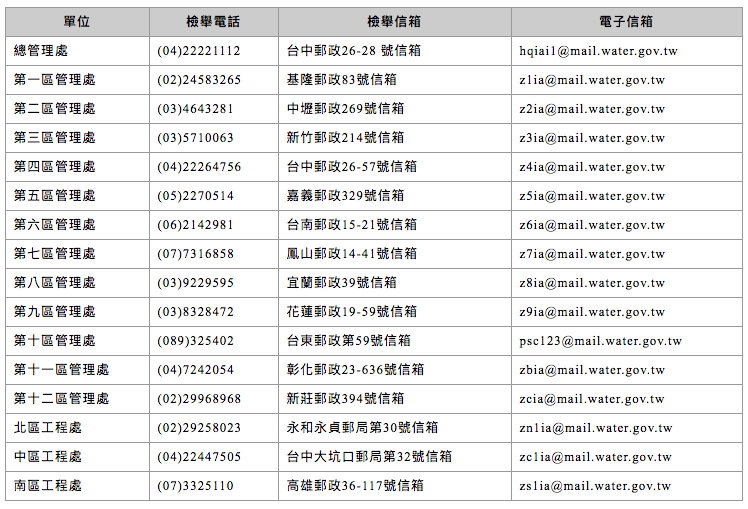 單位 檢舉電話 檢舉信箱 電子信箱
總管理處 (04)22221112 台中郵政26-28 號信箱 hqiai1@mail.water.gov.tw
第一區管理處 (02)24583265 基隆郵政83號信箱 z1ia@mail.water.gov.tw
第二區管理處 (03)4643281 中壢郵政269號信箱 z2ia@mail.water.gov.tw
第三區管理處 (03)5710063 新竹郵政214號信箱 z3ia@mail.water.gov.tw
第四區管理處 (04)22264756 台中郵政26-57號信箱 z4ia@mail.water.gov.tw
第五區管理處 (05)2270514 嘉義郵政329號信箱 z5ia@mail.water.gov.tw
第六區管理處 (06)2142981 台南郵政15-21號信箱 z6ia@mail.water.gov.tw
第七區管理處 (07)7316858 鳳山郵政14-41號信箱 z7ia@mail.water.gov.tw
第八區管理處 (03)9229595 宜蘭郵政39號信箱 z8ia@mail.water.gov.tw
第九區管理處 (03)8328472 花蓮郵政19-59號信箱 z9ia@mail.water.gov.tw
第十區管理處 (089)325402 台東郵政第59號信箱 psc123@mail.water.gov.tw
第十一區管理處 (04)7242054 彰化郵政23-636號信箱 zbia@mail.water.gov.tw
第十二區管理處 (02)29968968 新莊郵政394號信箱 zcia@mail.water.gov.tw
北區工程處 (02)29258023 永和永貞郵局第30號信箱 zn1ia@mail.water.gov.tw
中區工程處 (04)22447505 台中大坑口郵局第32號信箱 zc1ia@mail.water.gov.tw
南區工程處 (07)3325110 高雄郵政36-117號信箱 zs1ia@mail.water.gov.tw